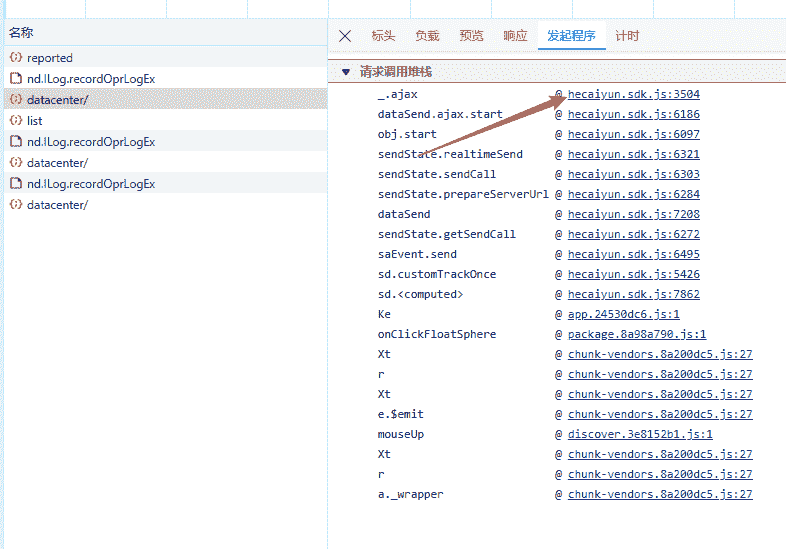 名称
reported
nd.lLog.recordOprLogEx
datacenter/
list
nd.lLog.recordOprLogEx
datacenter/
nd.lLog.recordOprLogEx
datacenter/
标头 负载 预览 响应 发起程序 计时
请求调用堆栈
_.ajax @ hecaiyun.sdk.js:3504
dataSend.ajax.start @ hecaiyun.sdk.js:6186
obj.start @ hecaiyun.sdk.js:6097
sendState.realtimeSend @ hecaiyun.sdk.js:6321
sendState.sendCall @ hecaiyun.sdk.js:6303
sendState.prepareServerUrl @ hecaiyun.sdk.js:6284
dataSend @ hecaiyun.sdk.js:7208
sendState.getSendCall @ hecaiyun.sdk.js:6272
saEvent.send @ hecaiyun.sdk.js:6495
sd.customTrackOnce @ hecaiyun.sdk.js:5426
sd.<computed> @ hecaiyun.sdk.js:7862
Ke @ app.24530dc6.js:1
onClickFloatSphere @ package.8a98a790.js:1
Xt @ chunk-vendors.8a200dc5.js:27
r @ chunk-vendors.8a200dc5.js:27
Xt @ chunk-vendors.8a200dc5.js:27
e.$emit @ chunk-vendors.8a200dc5.js:27
mouseUp @ discover.3e8152b1.js:1
Xt @ chunk-vendors.8a200dc5.js:27
r @ chunk-vendors.8a200dc5.js:27
a._wrapper @ chunk-vendors.8a200dc5.js:27